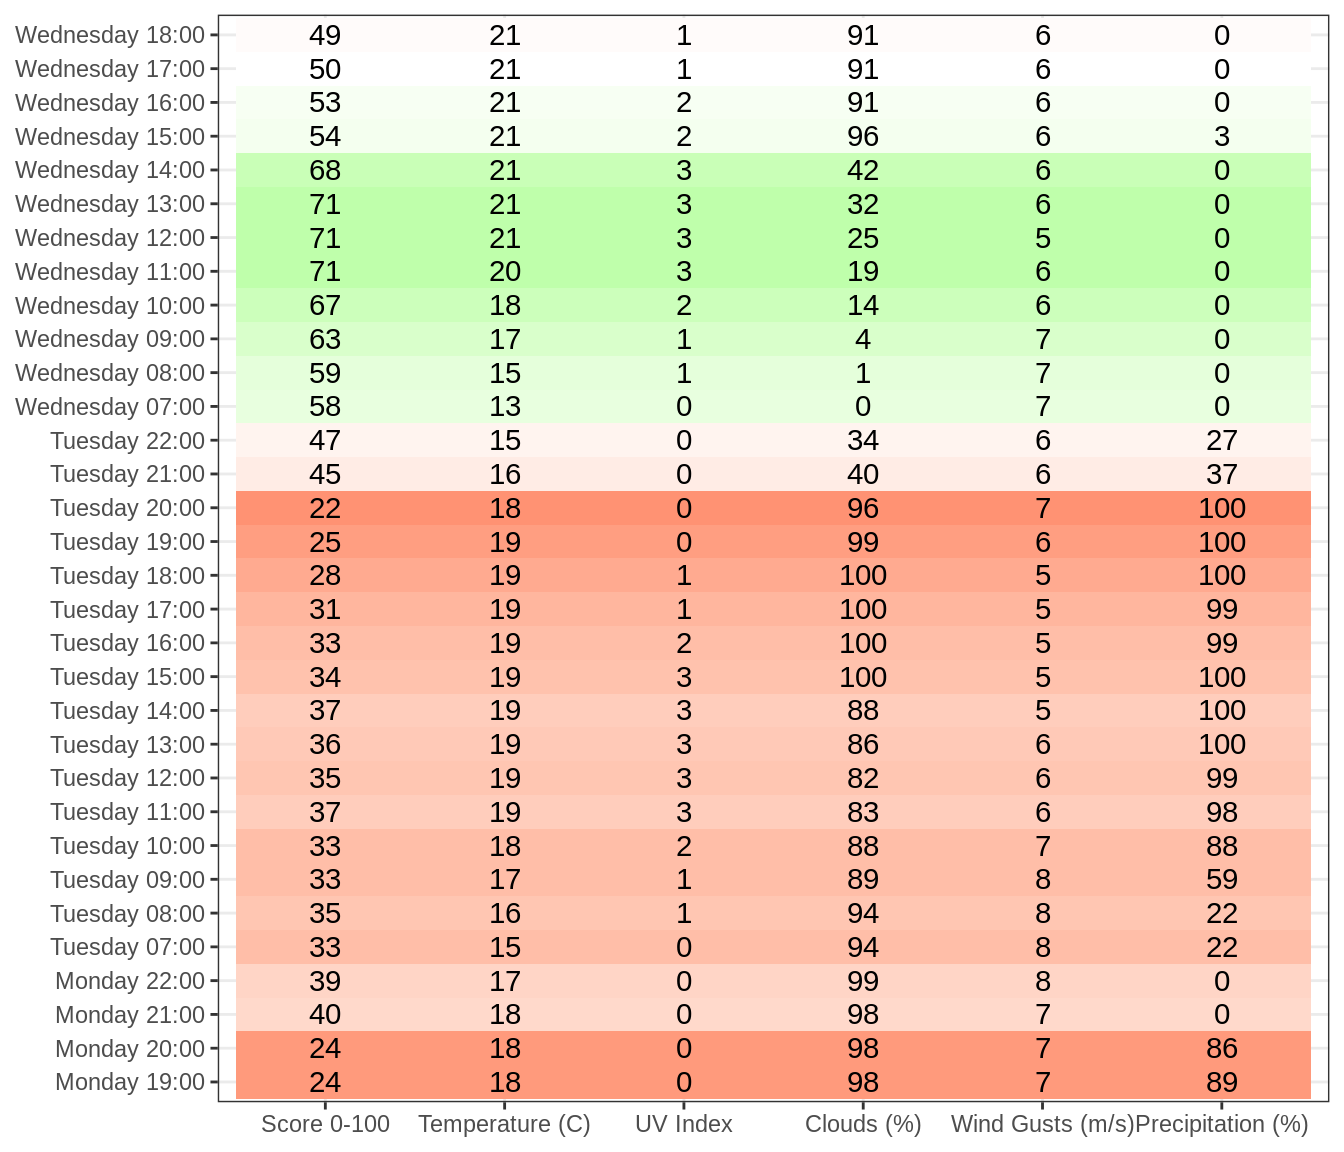 Wednesday 18:00 49 21 1 91 6 0
Wednesday 17:00 50 21 1 91 6 0
Wednesday 16:00 53 21 2 91 6 0
Wednesday 15:00 54 21 2 96 6 3
Wednesday 14:00 68 21 3 42 6 0
Wednesday 13:00 71 21 3 32 6 0
Wednesday 12:00 71 21 3 25 5 0
Wednesday 11:00 71 20 3 19 6 0
Wednesday 10:00 67 18 2 14 6 0
Wednesday 09:00 63 17 1 4 7 0
Wednesday 08:00 59 15 1 1 7 0
Wednesday 07:00 58 13 0 0 7 0
Tuesday 22:00 47 15 0 34 6 27
Tuesday 21:00 45 16 0 40 6 37
Tuesday 20:00 22 18 0 96 7 100
Tuesday 19:00 25 19 0 99 6 100
Tuesday 18:00 28 19 1 100 5 100
Tuesday 17:00 31 19 1 100 5 99
Tuesday 16:00 33 19 2 100 5 99
Tuesday 15:00 34 19 3 100 5 100
Tuesday 14:00 37 19 3 88 5 100
Tuesday 13:00 36 19 3 86 6 100
Tuesday 12:00 35 19 3 82 6 99
Tuesday 11:00 37 19 3 83 6 98
Tuesday 10:00 33 18 2 88 7 88
Tuesday 09:00 33 17 1 89 8 59
Tuesday 08:00 35 16 1 94 8 22
Tuesday 07:00 33 15 0 94 8 22
Monday 22:00 39 17 0 99 8 0
Monday 21:00 40 18 0 98 7 0
Monday 20:00 24 18 0 98 7 86
Monday 19:00 24 18 0 98 7 89
Score 0-100 Temperature (C) UV Index Clouds (%) Wind Gusts (m/s) Precipitation (%)